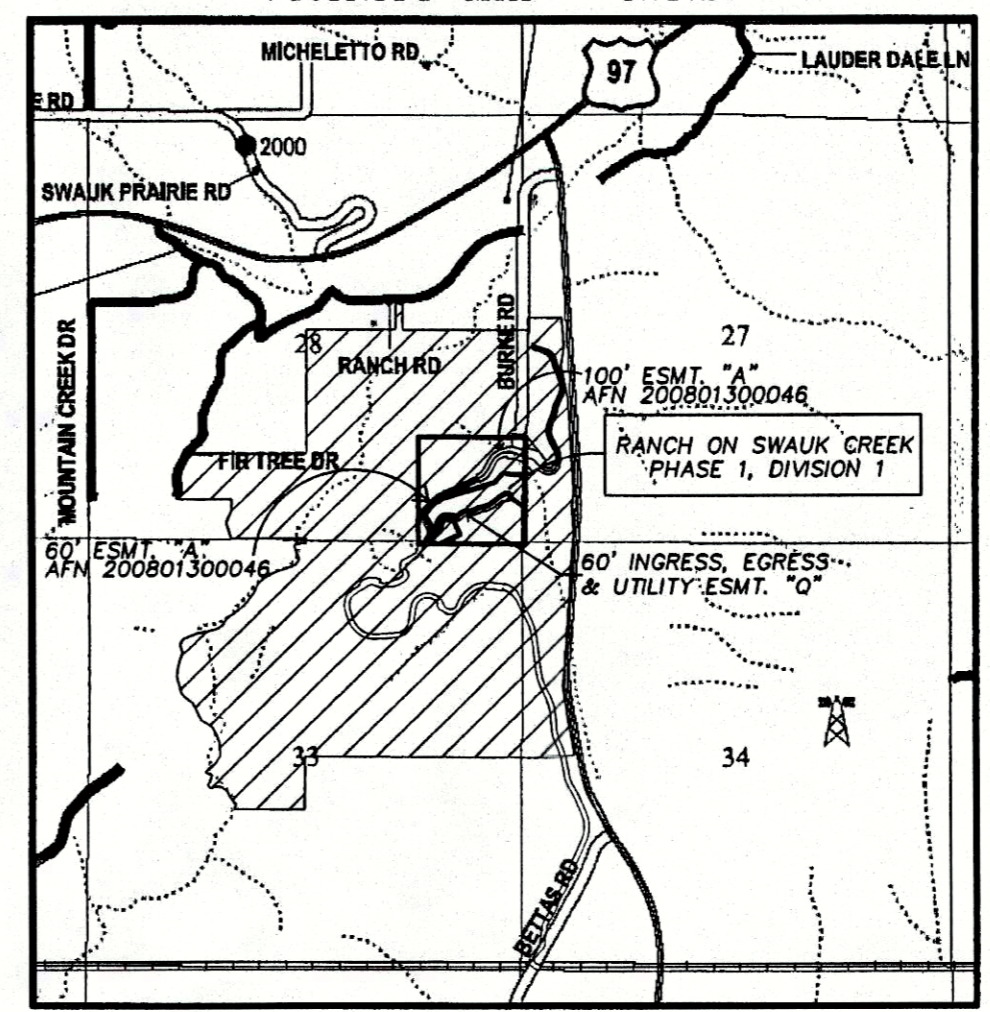 MICHELETTO RD
97
LAUDER DALE LN
RD
2000
SWAUK PRAIRIE RD
MOUNTAIN CREEK DR
28
RANCH RD
BURKE RD
27
100' ESMT. "A"
AFN 200801300046
RANCH ON SWAUK CREEK
PHASE 1, DIVISION 1
FIR TREE DR
60' ESMT. "A"
AFN 200801300046
60' INGRESS, EGRESS
& UTILITY ESMT. "Q"
33
34
BETTAS RD